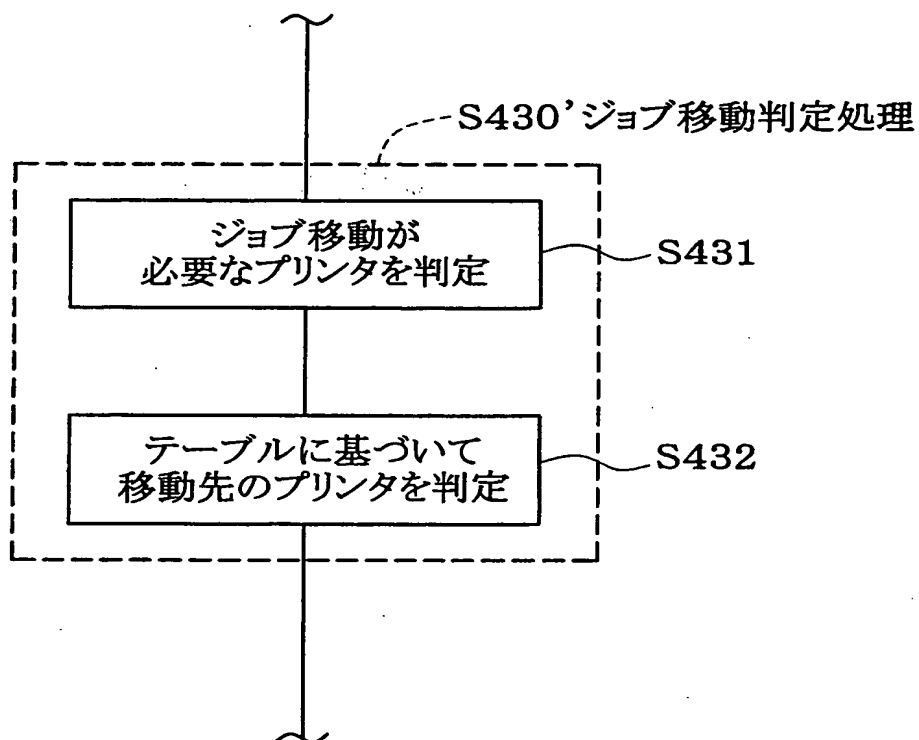 S430’ジョブ移動判定処理
ジョブ移動が
必要なプリンタを判定
S431
テーブルに基づいて
移動先のプリンタを判定
S432